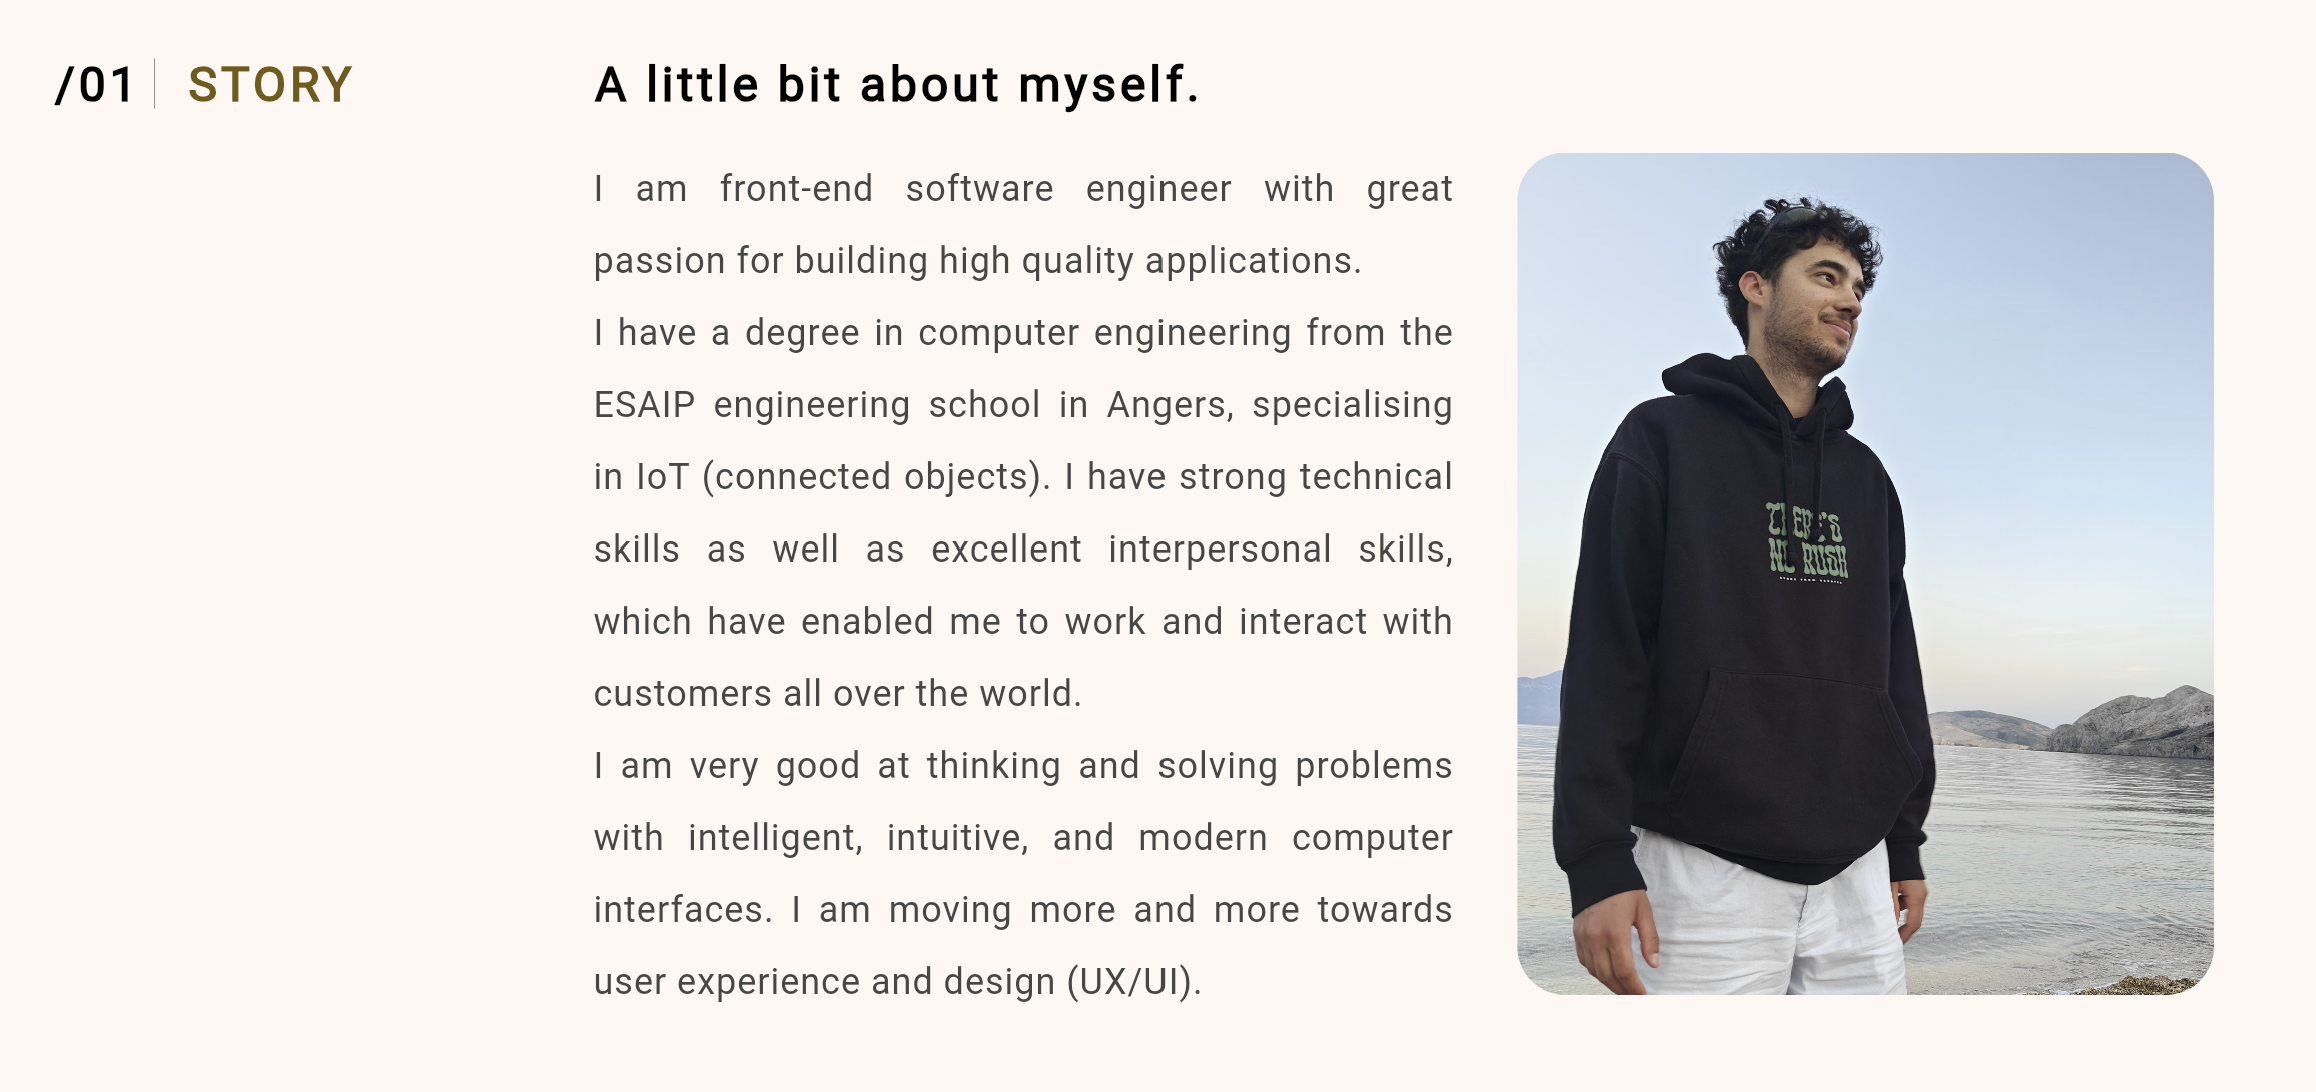 /01 STORY
A little bit about myself.
I am front-end software engineer with great
passion for building high quality applications.
I have a degree in computer engineering from the
ESAIP engineering school in Angers, specialising
in IoT (connected objects). I have strong technical
skills as well as excellent interpersonal skills,
which have enabled me to work and interact with
customers all over the world.
I am very good at thinking and solving problems
with intelligent, intuitive, and modern computer
interfaces. I am moving more and more towards
user experience and design (UX/UI).
THERE'S
NO RUSH